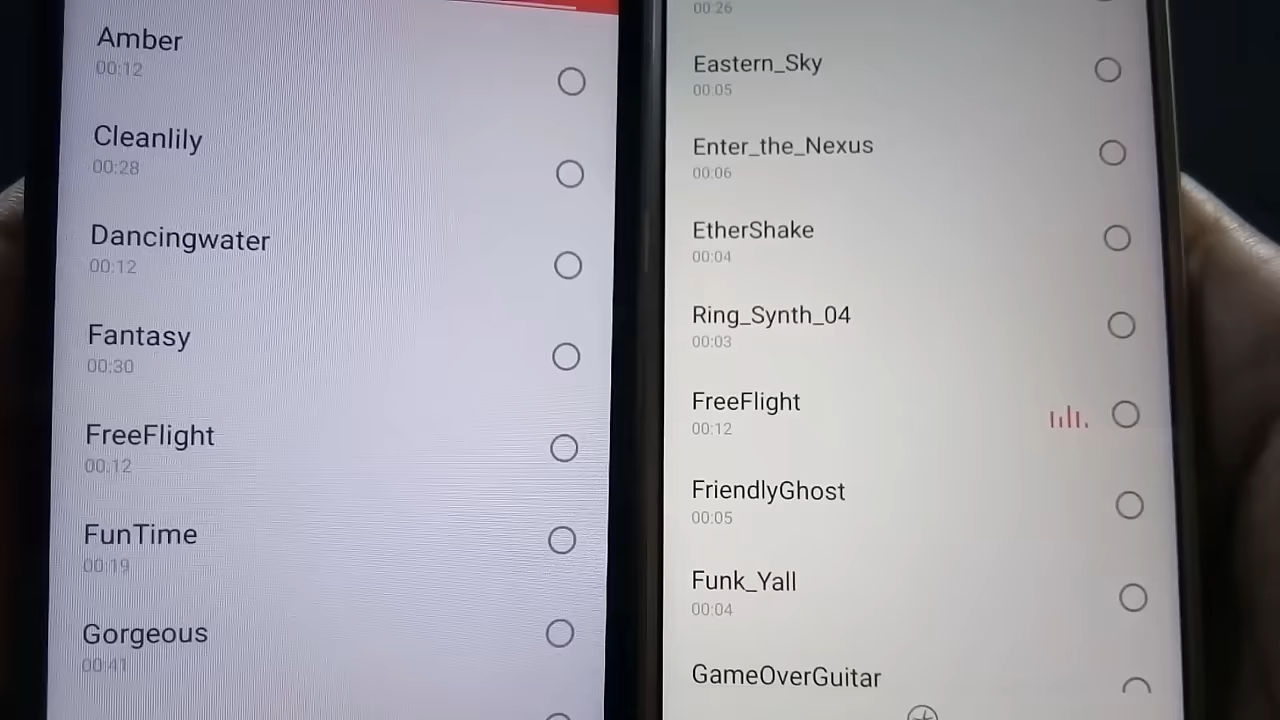 Amber
00:12
Cleanlily
00:28
Dancingwater
00:12
Fantasy
00:30
FreeFlight
00:12
FunTime
00:19
Gorgeous
00:41
00:26
Eastern_Sky
00:05
Enter_the_Nexus
00:06
EtherShake
00:04
Ring_Synth_04
00:03
FreeFlight
00:12
FriendlyGhost
00:05
Funk_Yall
00:04
GameOverGuitar